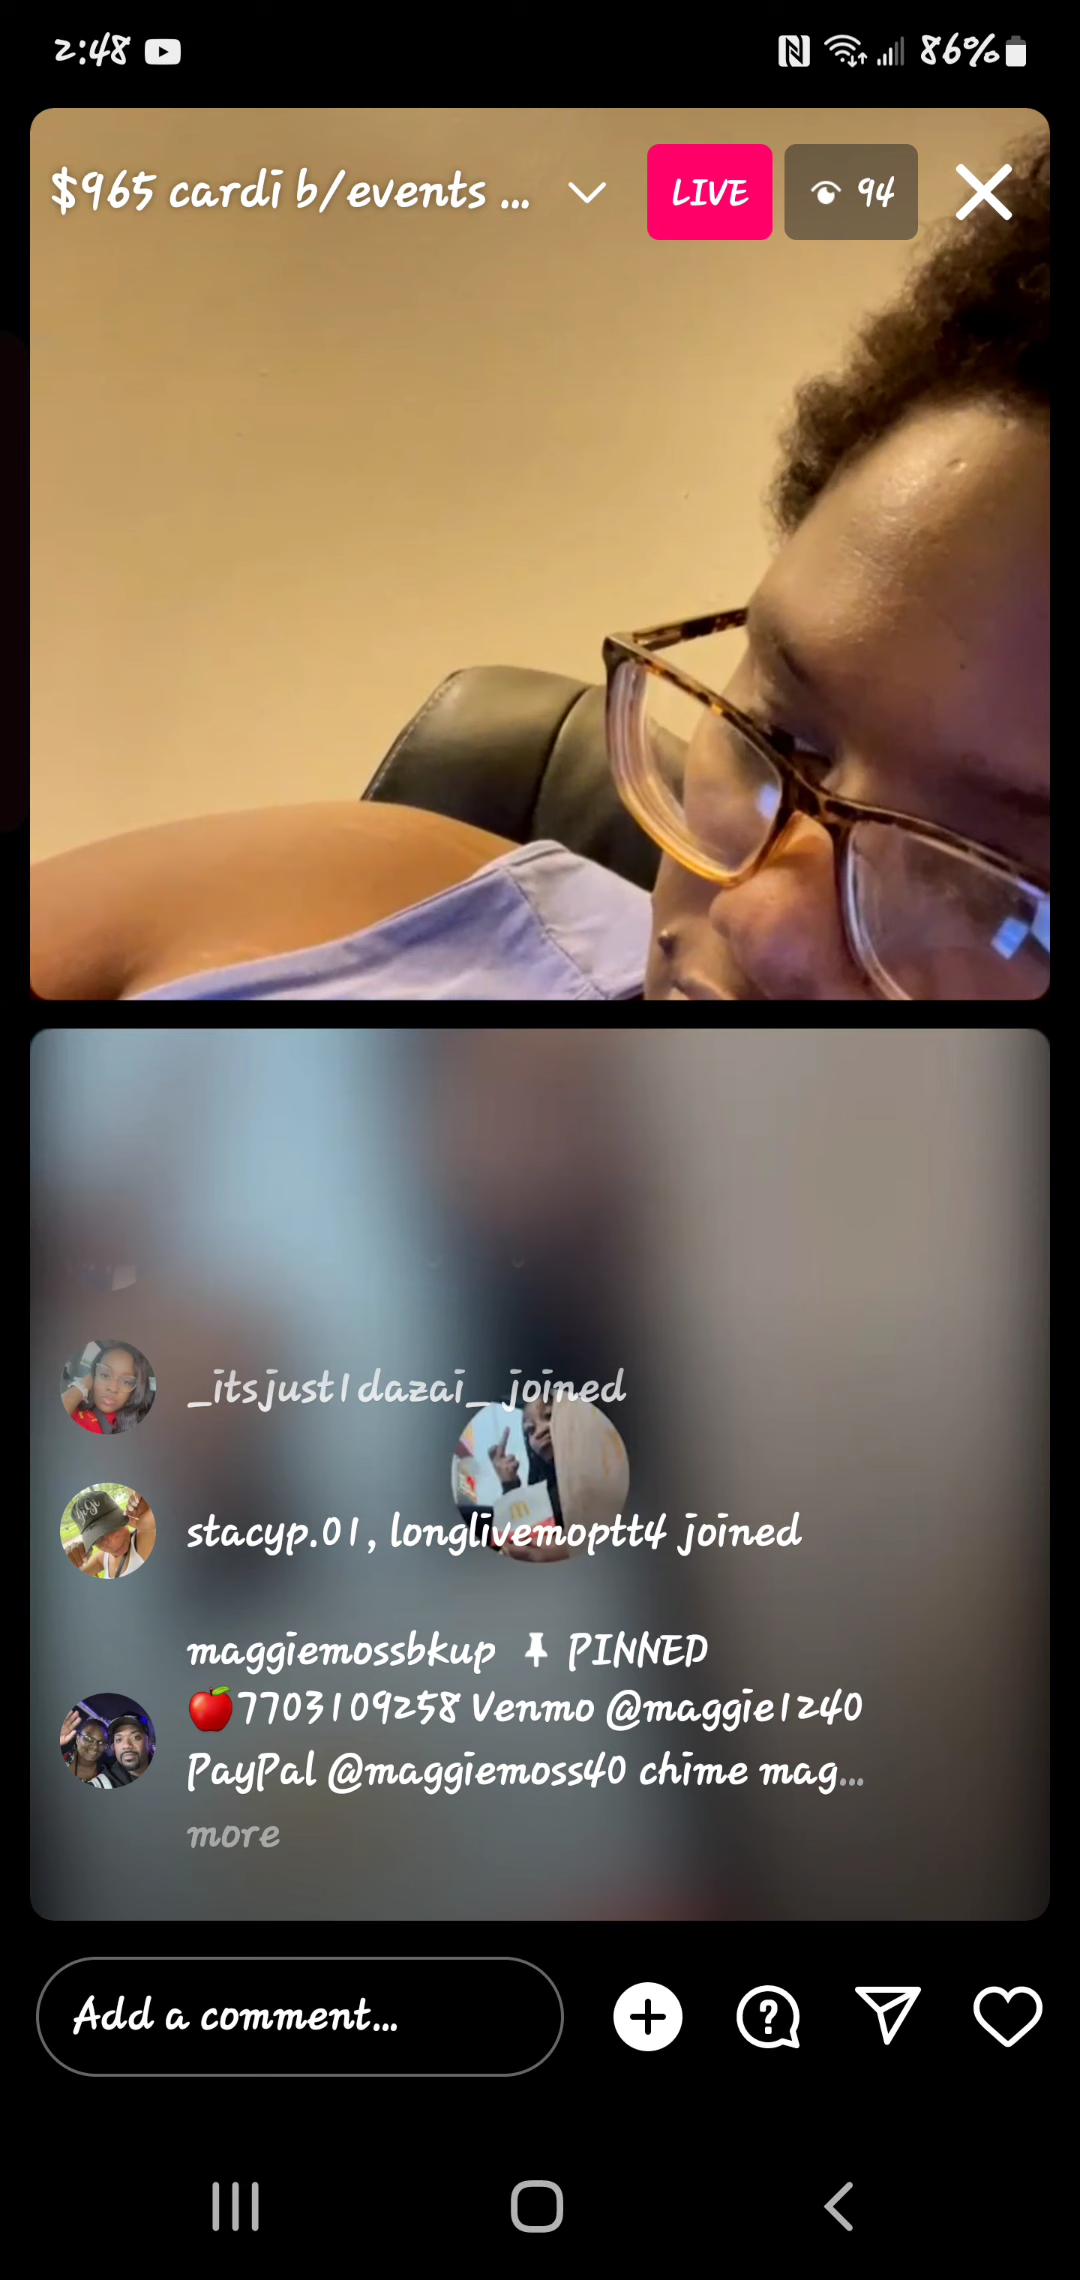 2:48
86%
$965 cardi b/events ...
LIVE
94
_itsjust1dazai_ joined
stacyp.01, longlivemoptt4 joined
maggiemossbkup PINNED
🍎7703109258 Venmo @maggie1240
PayPal @maggiemoss40 chime mag...
more
Add a comment...